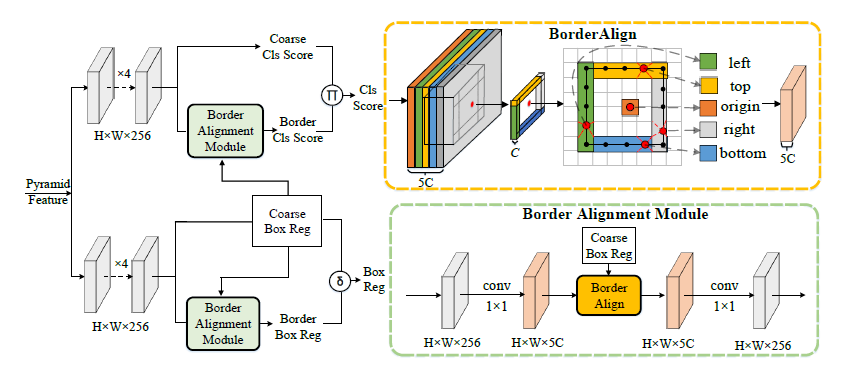 Coarse
Cls Score
×4
H×W×256
Border
Alignment
Module
Border
Cls Score
Π
Cls
Score
Pyramid
Feature
Coarse
Box Reg
×4
H×W×256
Border
Alignment
Module
Border
Box Reg
δ
Box
Reg
BorderAlign
5C
C
left
top
origin
right
bottom
5C
Border Alignment Module
Coarse
Box Reg
conv
1×1
Border
Align
conv
1×1
H×W×256
H×W×5C
H×W×5C
H×W×256